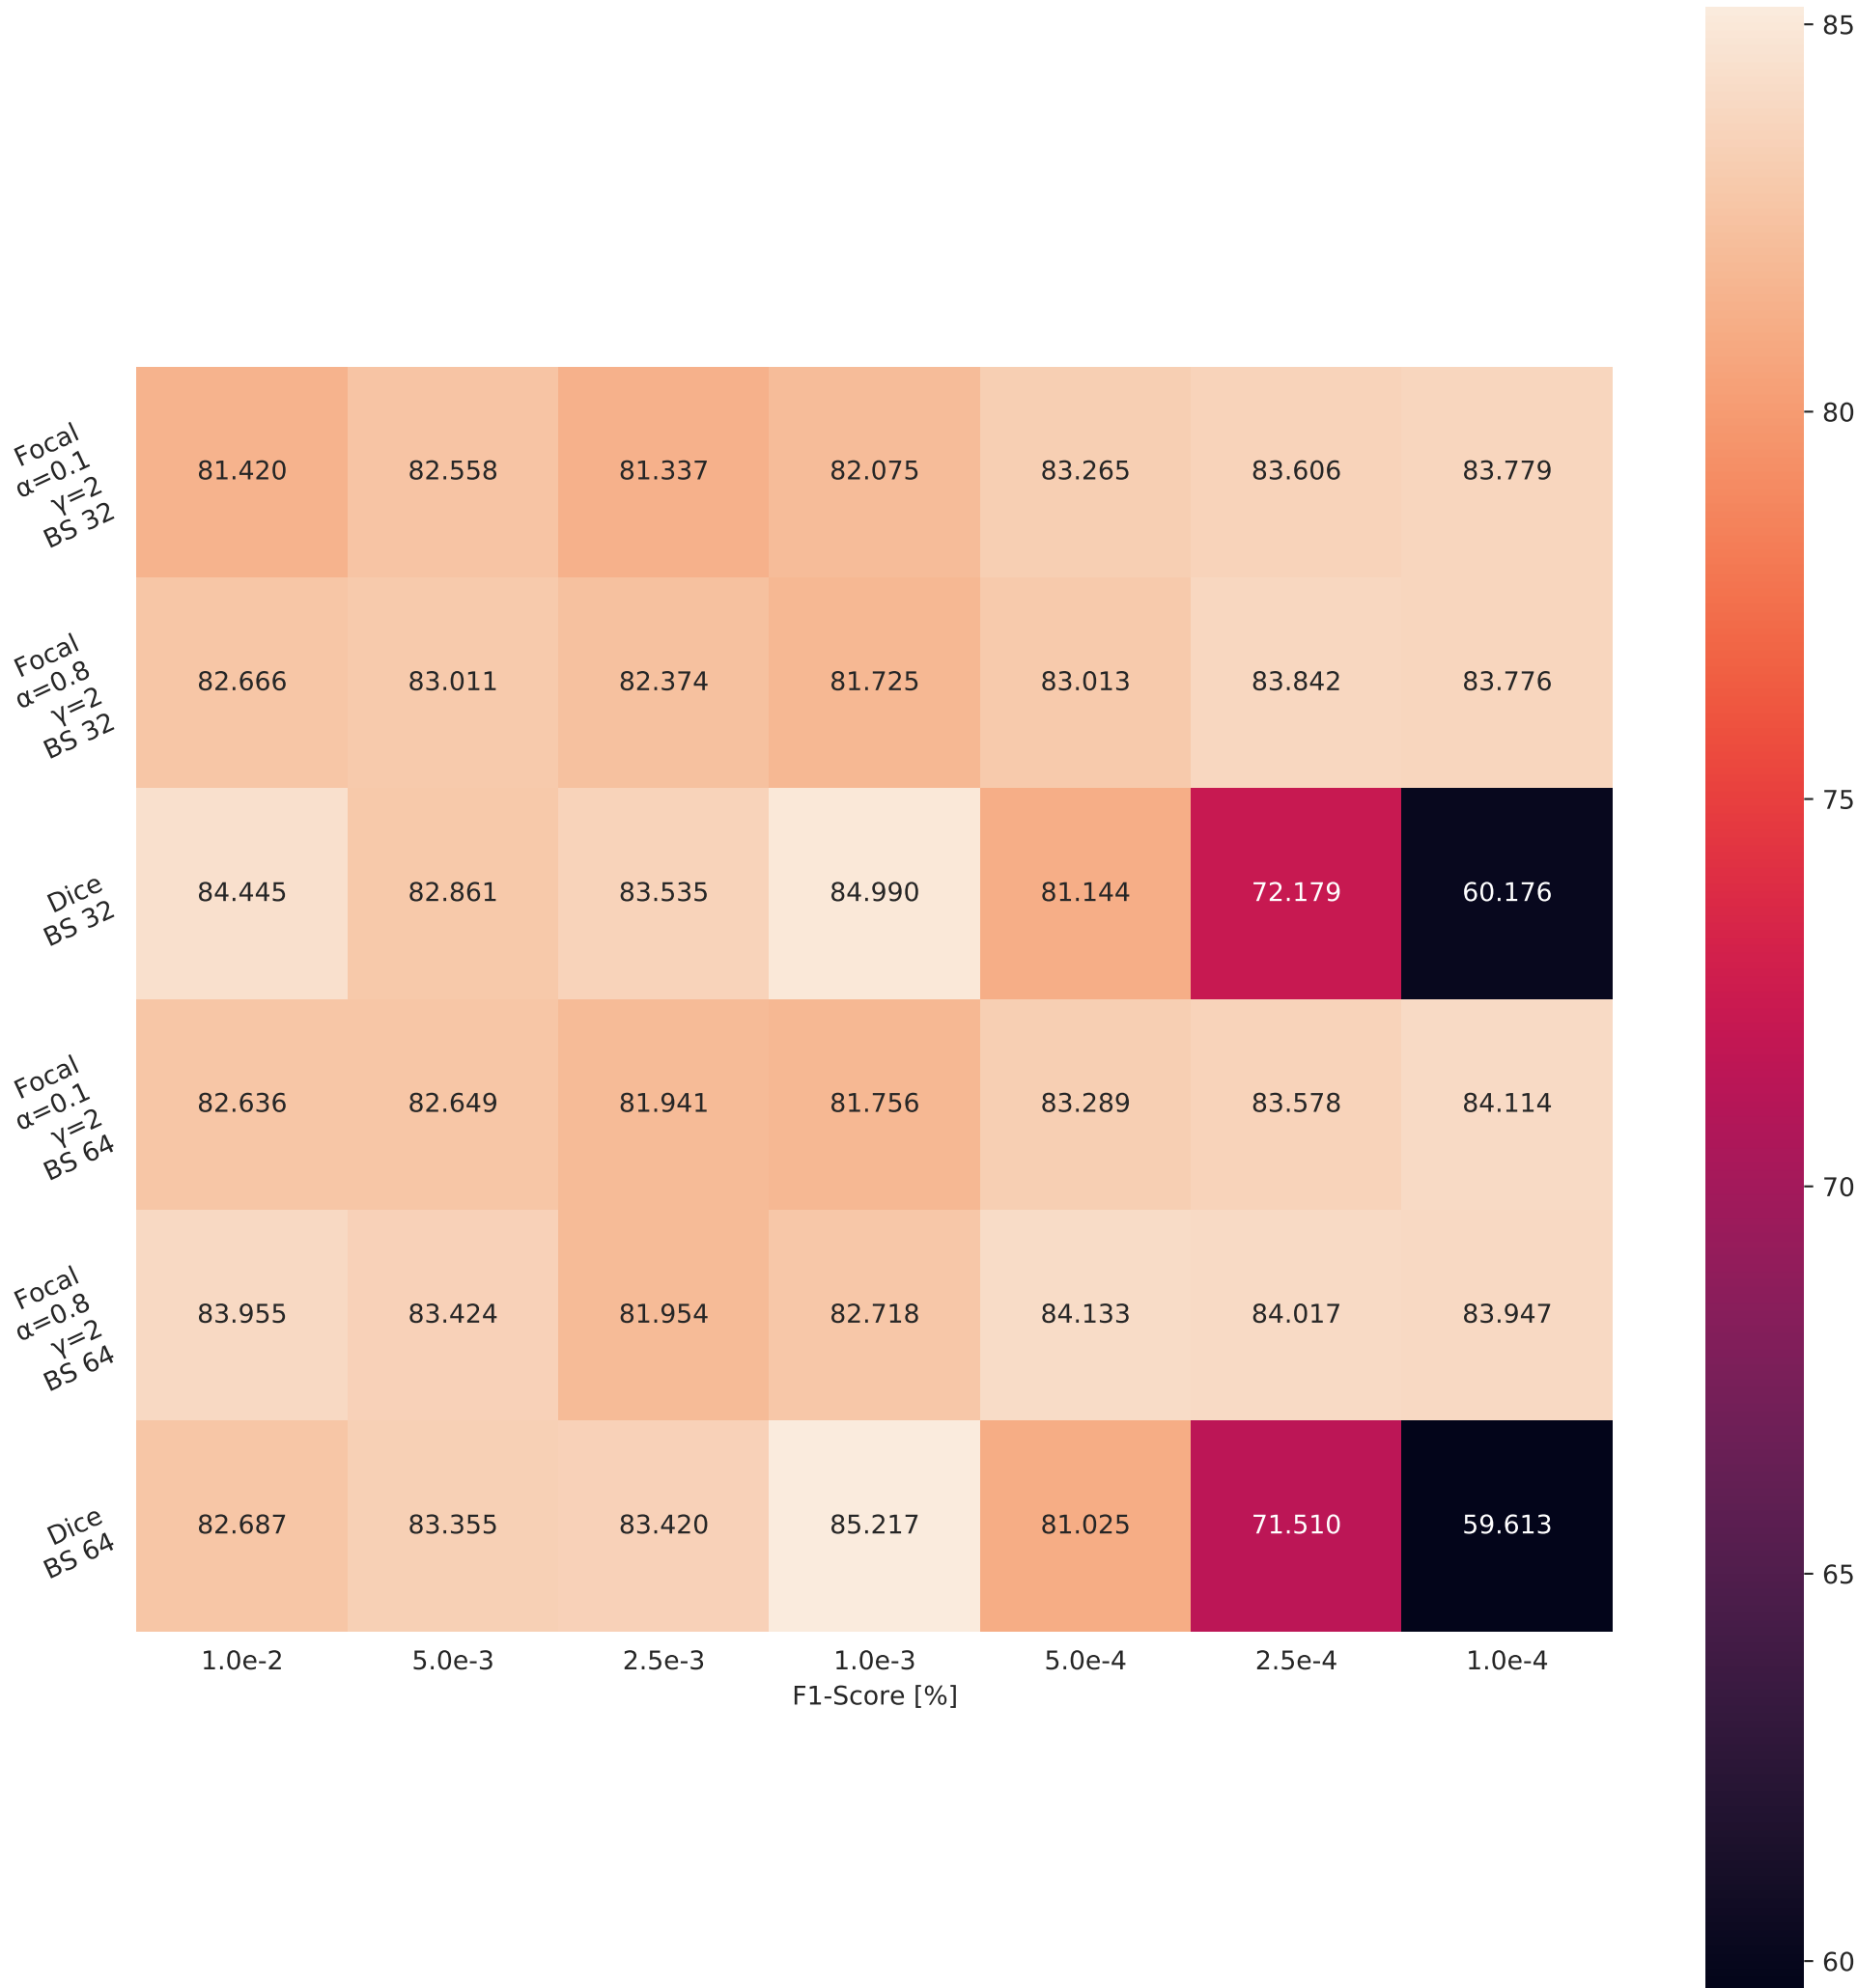 85
80
75
70
65
60
Focal
α=0.1
γ=2
BS 32
81.420 82.558 81.337 82.075 83.265 83.606 83.779
Focal
α=0.8
γ=2
BS 32
82.666 83.011 82.374 81.725 83.013 83.842 83.776
Dice
BS 32
84.445 82.861 83.535 84.990 81.144 72.179 60.176
Focal
α=0.1
γ=2
BS 64
82.636 82.649 81.941 81.756 83.289 83.578 84.114
Focal
α=0.8
γ=2
BS 64
83.955 83.424 81.954 82.718 84.133 84.017 83.947
Dice
BS 64
82.687 83.355 83.420 85.217 81.025 71.510 59.613
1.0e-2 5.0e-3 2.5e-3 1.0e-3 5.0e-4 2.5e-4 1.0e-4
F1-Score [%]